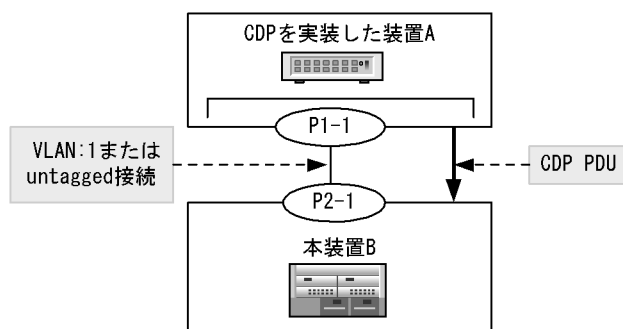 CDPを実装した装置A
P1-1
VLAN:1または
untagged接続
CDP PDU
P2-1
本装置B